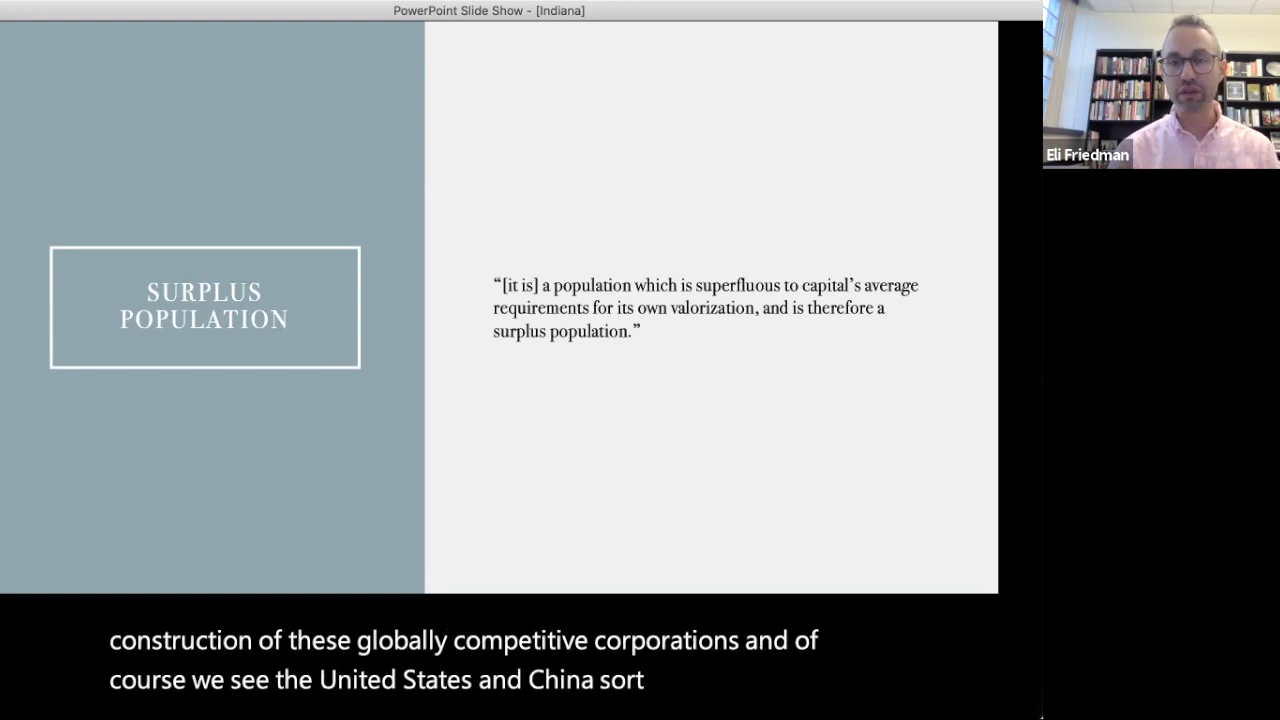 PowerPoint Slide Show - [Indiana]
Eli Friedman
SURPLUS
POPULATION
“[it is] a population which is superfluous to capital’s average
requirements for its own valorization, and is therefore a
surplus population.”
construction of these globally competitive corporations and of
course we see the United States and China sort